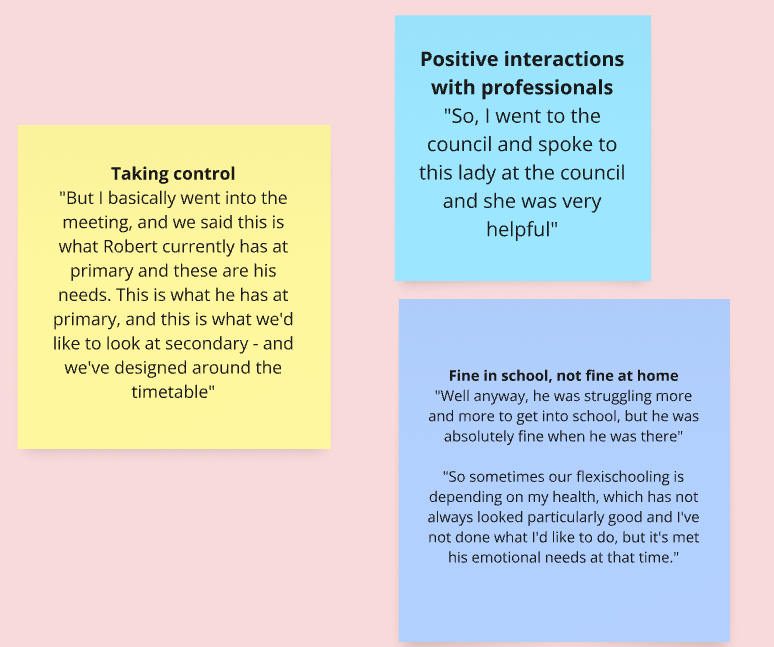 Positive interactions
with professionals
"So, I went to the
council and spoke to
this lady at the council
and she was very
helpful"
Taking control
"But I basically went into the
meeting, and we said this is
what Robert currently has at
primary and these are his
needs. This is what he has at
primary, and this is what we'd
like to look at secondary - and
we've designed around the
timetable"
Fine in school, not fine at home
"Well anyway, he was struggling more
and more to get into school, but he was
absolutely fine when he was there"
"So sometimes our flexischooling is
depending on my health, which has not
always looked particularly good and I've
not done what I'd like to do, but it's met
his emotional needs at that time."